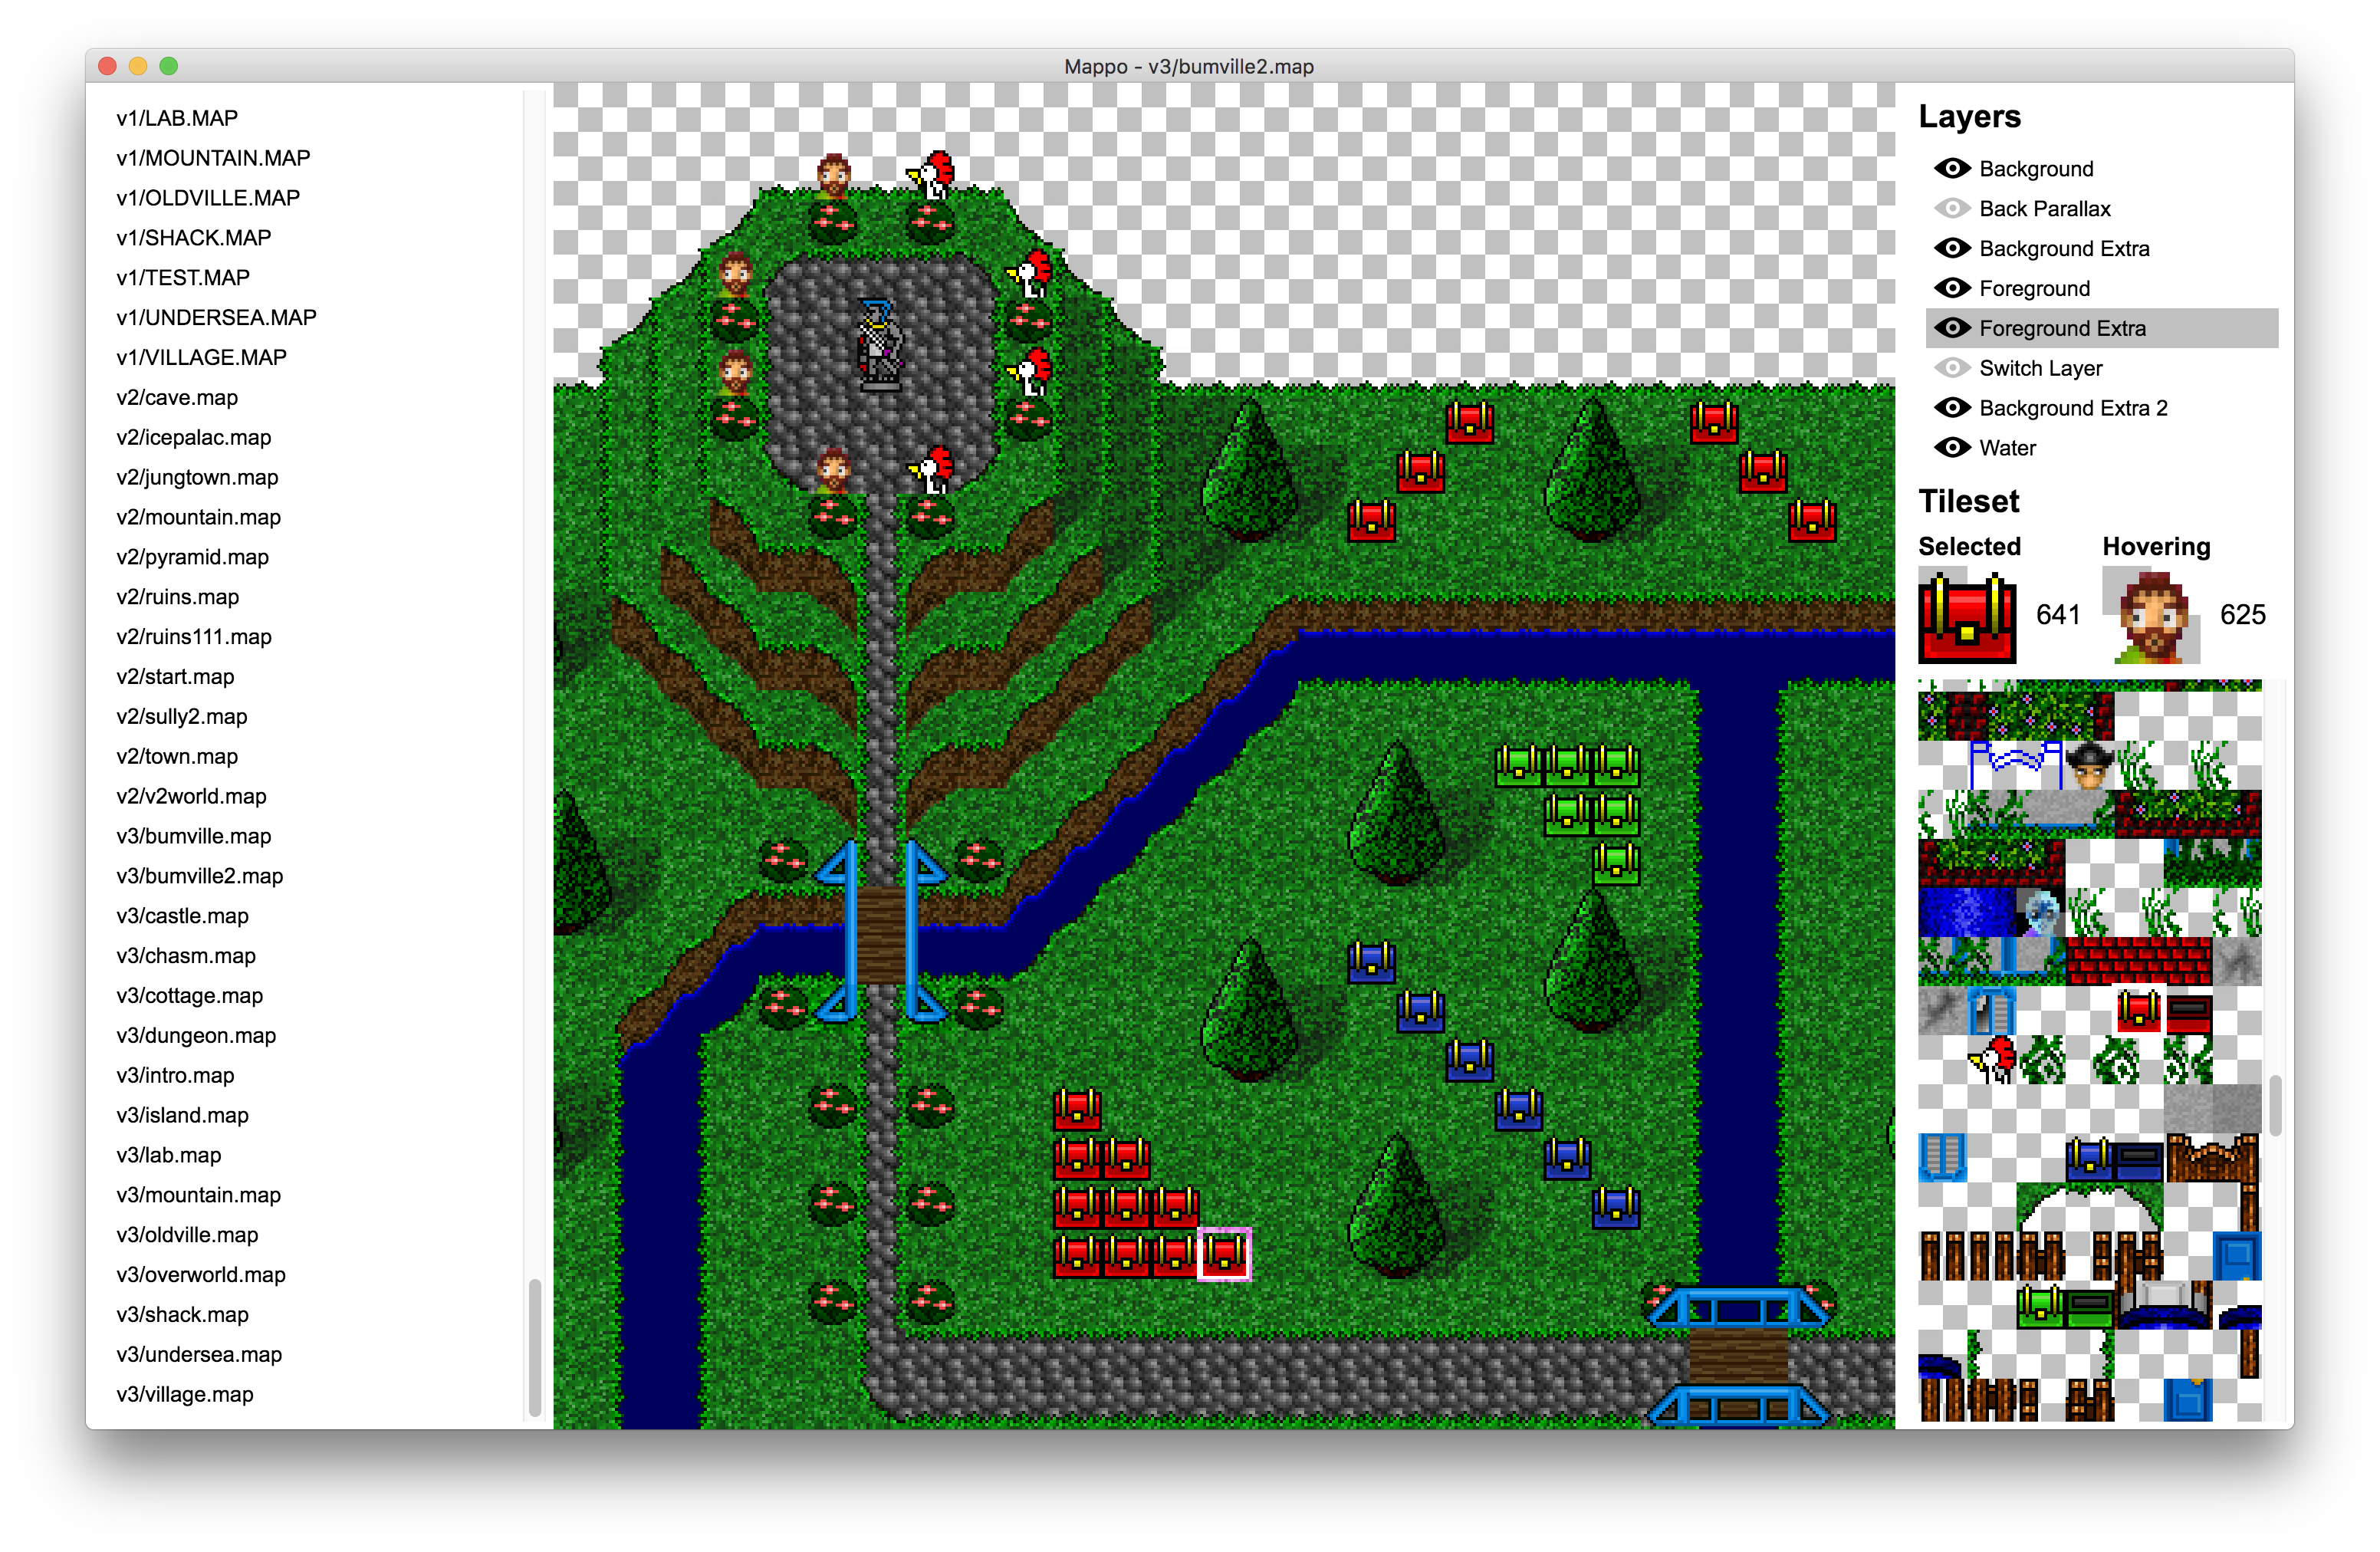 Mappo - v3/bumville2.map
v1/LAB.MAP
v1/MOUNTAIN.MAP
v1/OLDVILLE.MAP
v1/SHACK.MAP
v1/TEST.MAP
v1/UNDERSEA.MAP
v1/VILLAGE.MAP
v2/cave.map
v2/icepalac.map
v2/jungtown.map
v2/mountain.map
v2/pyramid.map
v2/ruins.map
v2/ruins111.map
v2/start.map
v2/sully2.map
v2/town.map
v2/v2world.map
v3/bumville.map
v3/bumville2.map
v3/castle.map
v3/chasm.map
v3/cottage.map
v3/dungeon.map
v3/intro.map
v3/island.map
v3/lab.map
v3/mountain.map
v3/oldville.map
v3/overworld.map
v3/shack.map
v3/undersea.map
v3/village.map
Layers
Background
Back Parallax
Background Extra
Foreground
Foreground Extra
Switch Layer
Background Extra 2
Water
Tileset
Selected Hovering
641 625